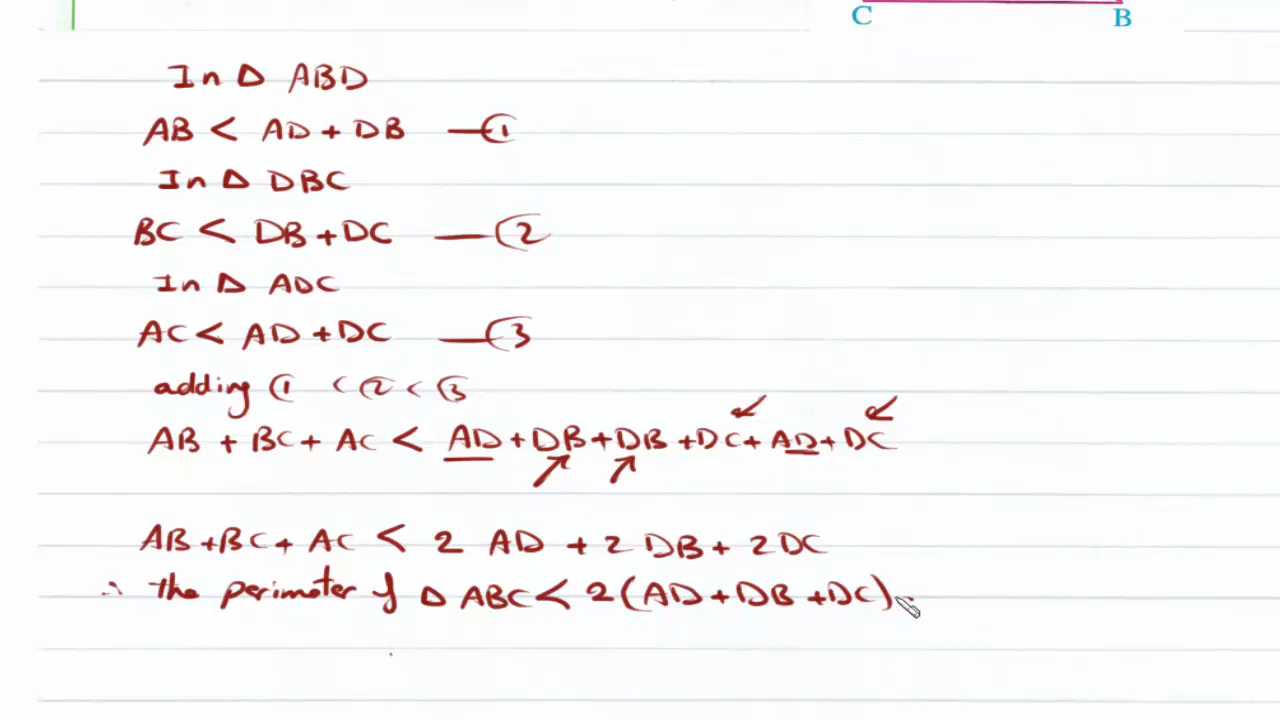 C B
In Δ ABD
AB < AD + DB —①
In Δ DBC
BC < DB + DC —②
In Δ ADC
AC < AD + DC —③
adding ① < ② < ③
AB + BC + AC < AD + DB + DB + DC + AD + DC
AB + BC + AC < 2 AD + 2 DB + 2 DC
∴ the perimeter of Δ ABC < 2 (AD + DB + DC)